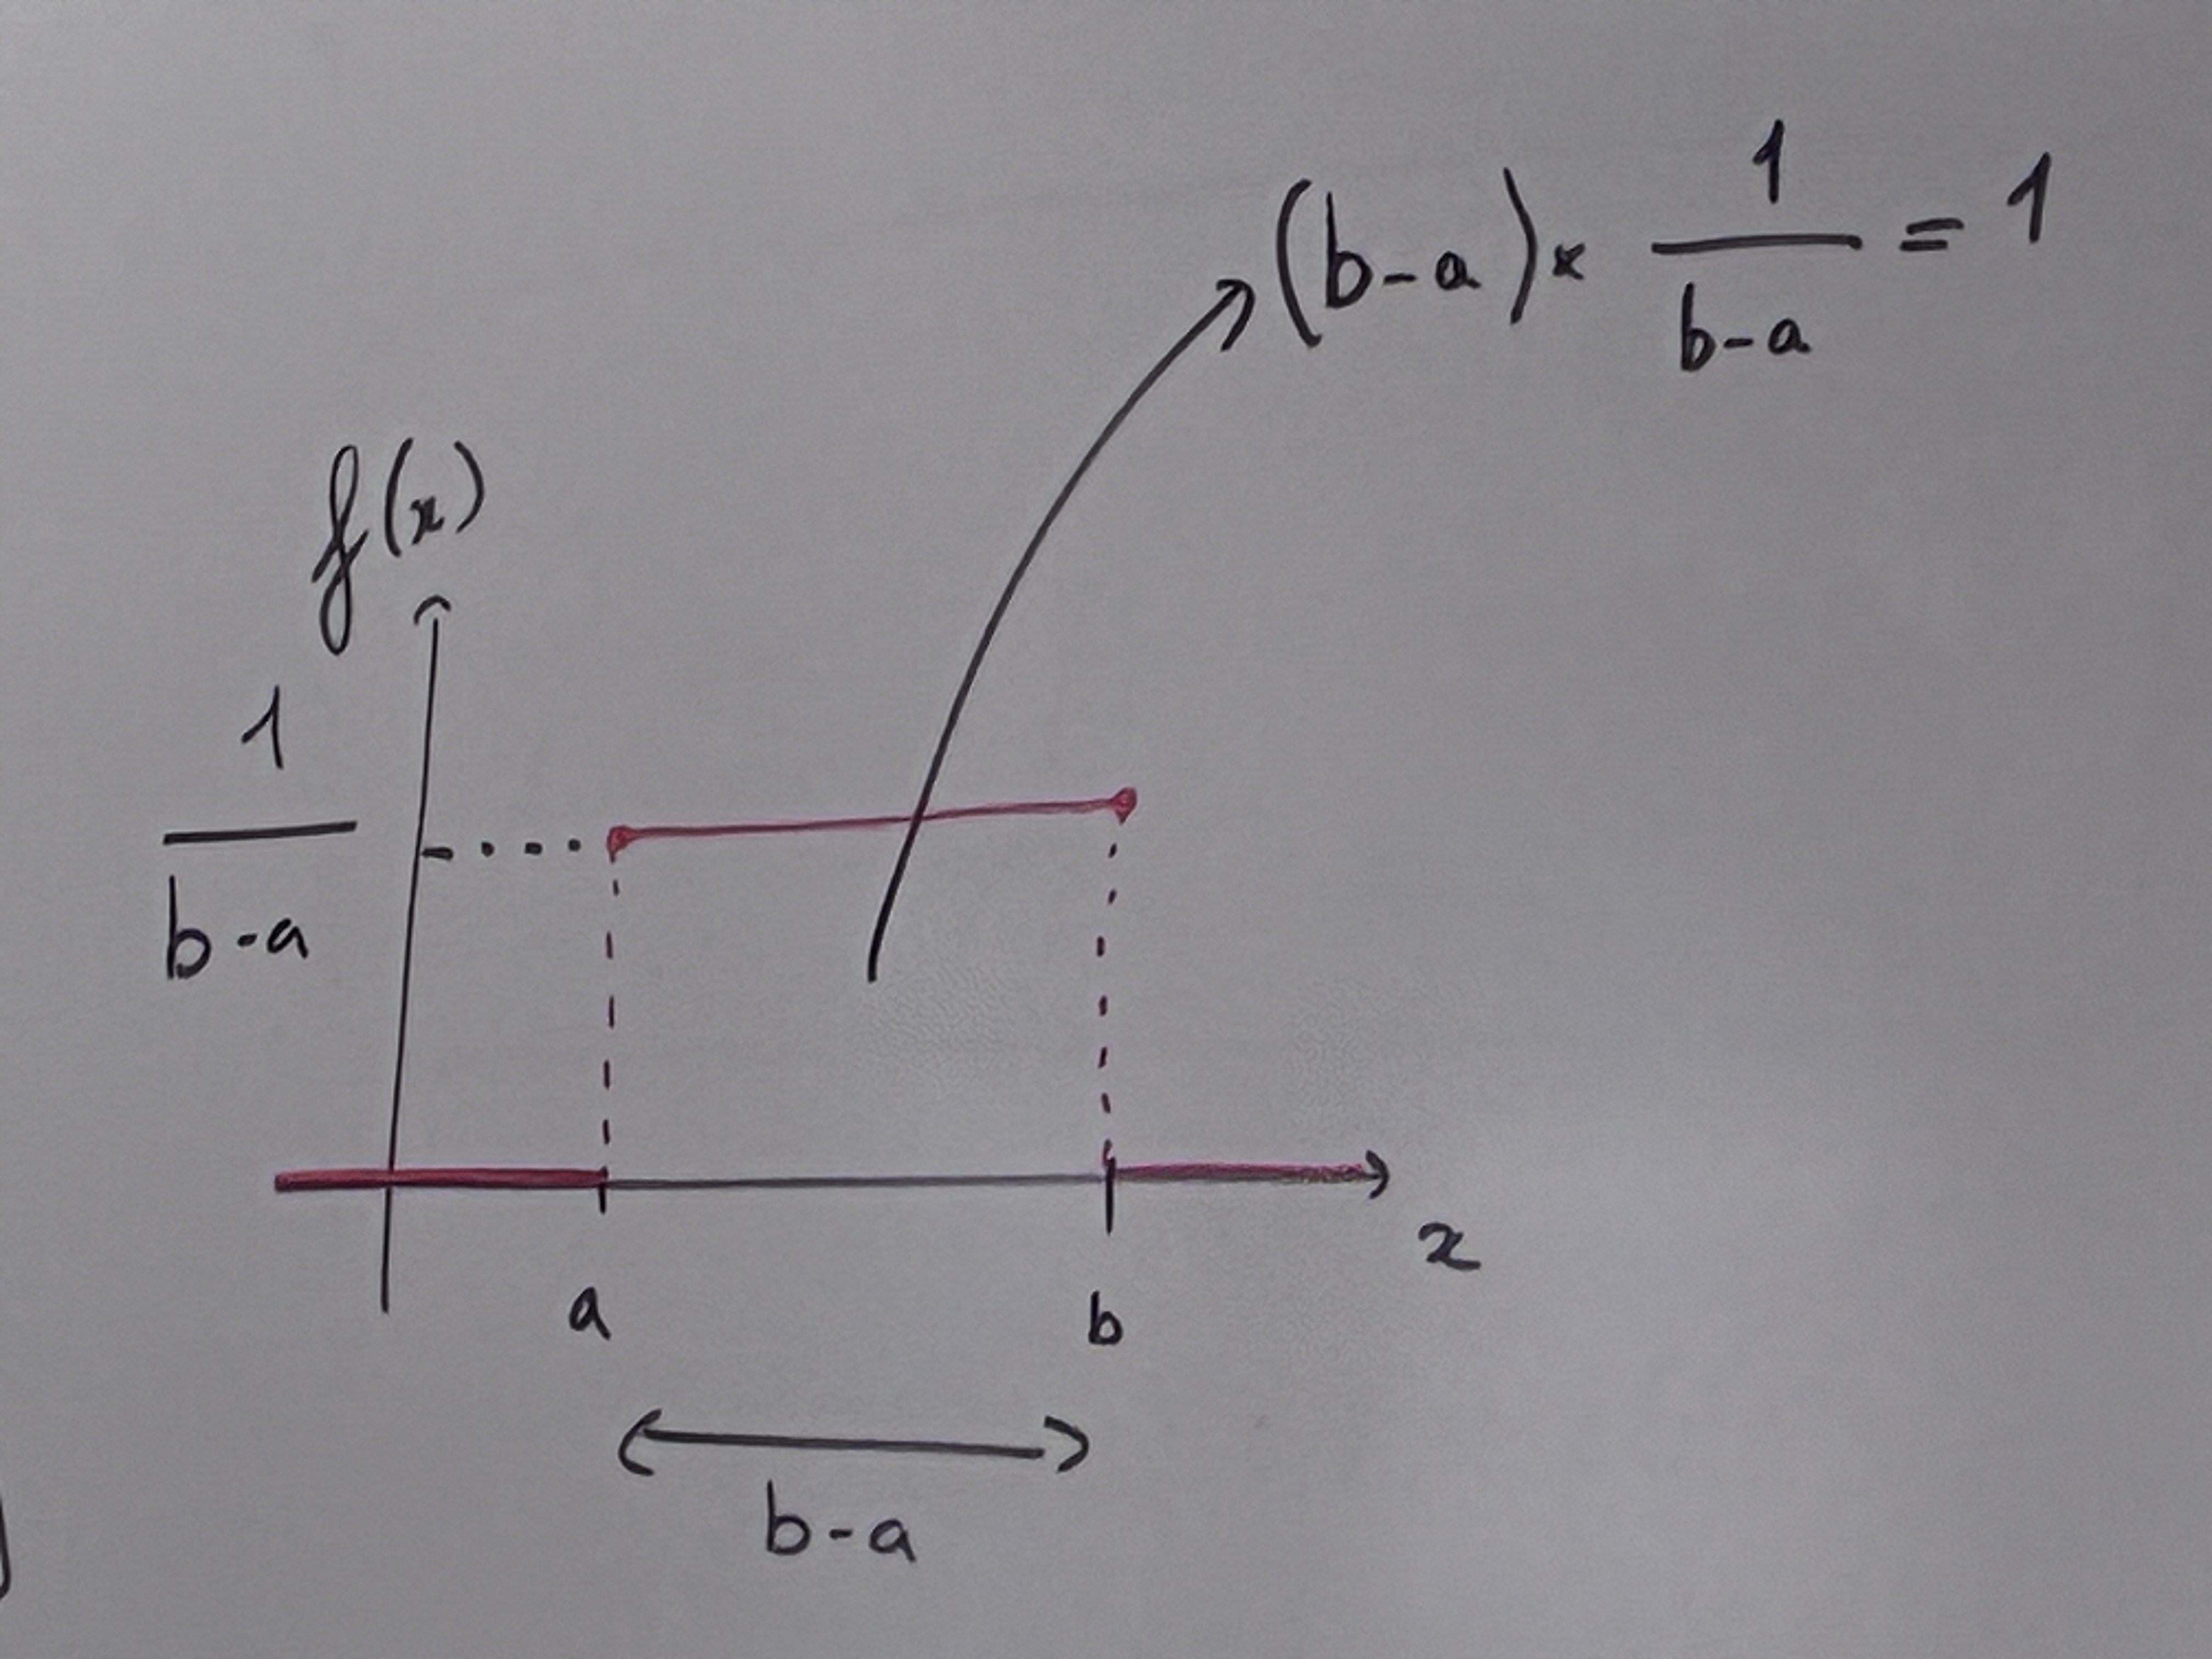 (b-a) × 1/(b-a) = 1
f(x)
1/(b-a)
x
a b
b-a